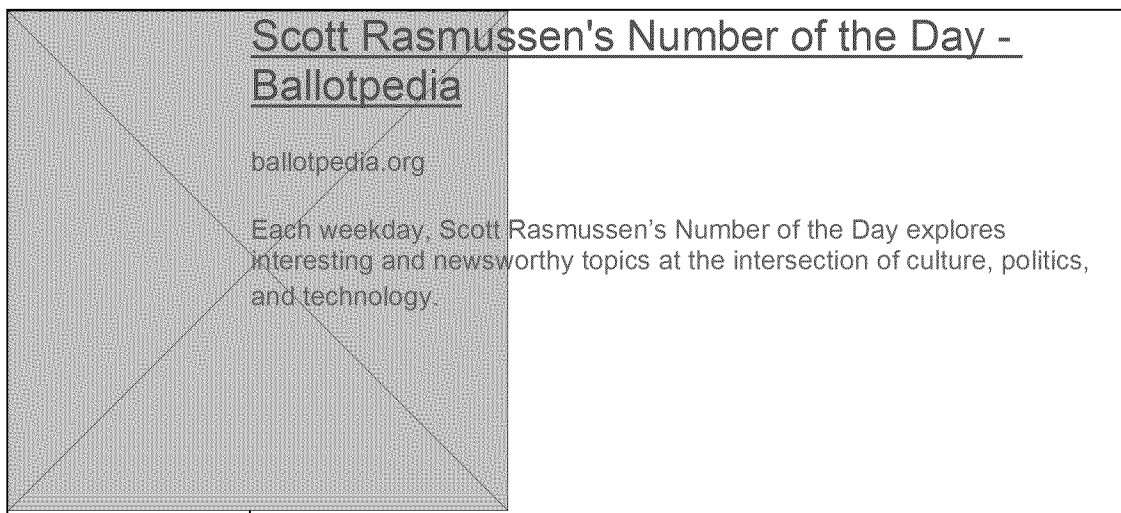 Scott Rasmussen's Number of the Day -
Ballotpedia
ballotpedia.org
Each weekday, Scott Rasmussen’s Number of the Day explores
interesting and newsworthy topics at the intersection of culture, politics,
and technology.